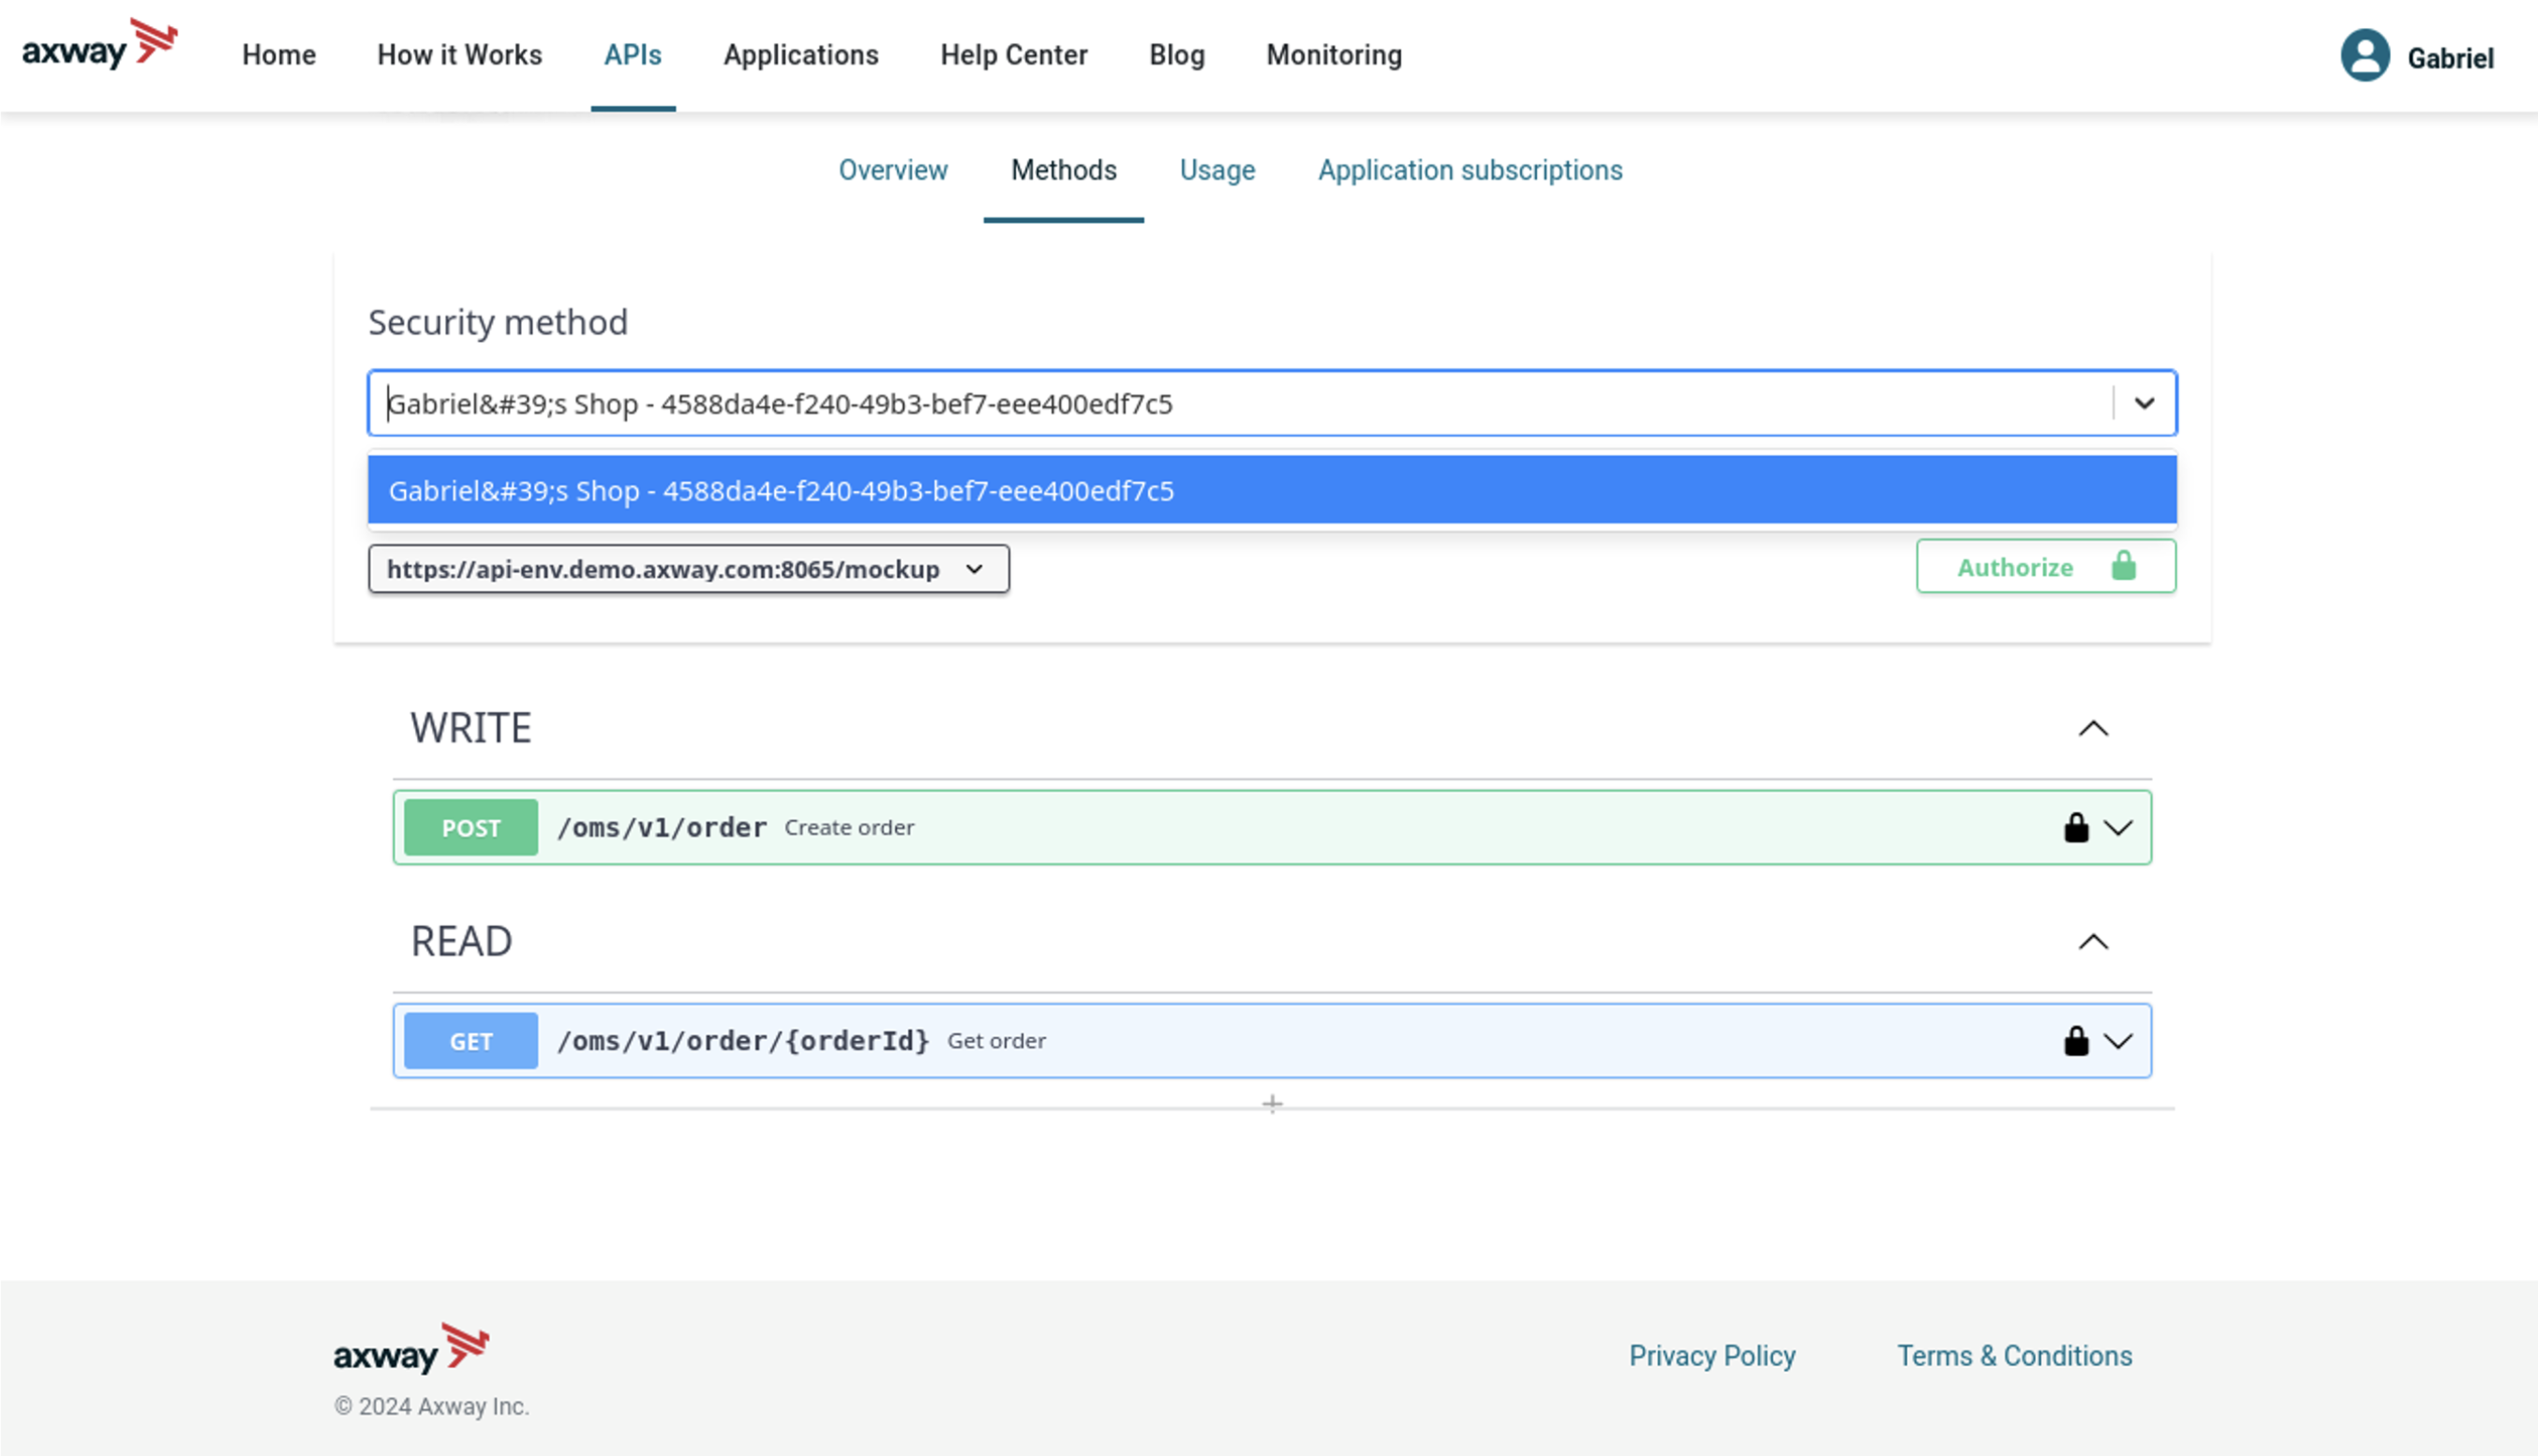 axway Home How it Works APIs Applications Help Center Blog Monitoring Gabriel
Overview Methods Usage Application subscriptions
Security method
Gabriel&#39;s Shop - 4588da4e-f240-49b3-bef7-eee400edf7c5
Gabriel&#39;s Shop - 4588da4e-f240-49b3-bef7-eee400edf7c5
https://api-env.demo.axway.com:8065/mockup Authorize
WRITE
POST /oms/v1/order Create order
READ
GET /oms/v1/order/{orderId} Get order
axway Privacy Policy Terms & Conditions
© 2024 Axway Inc.